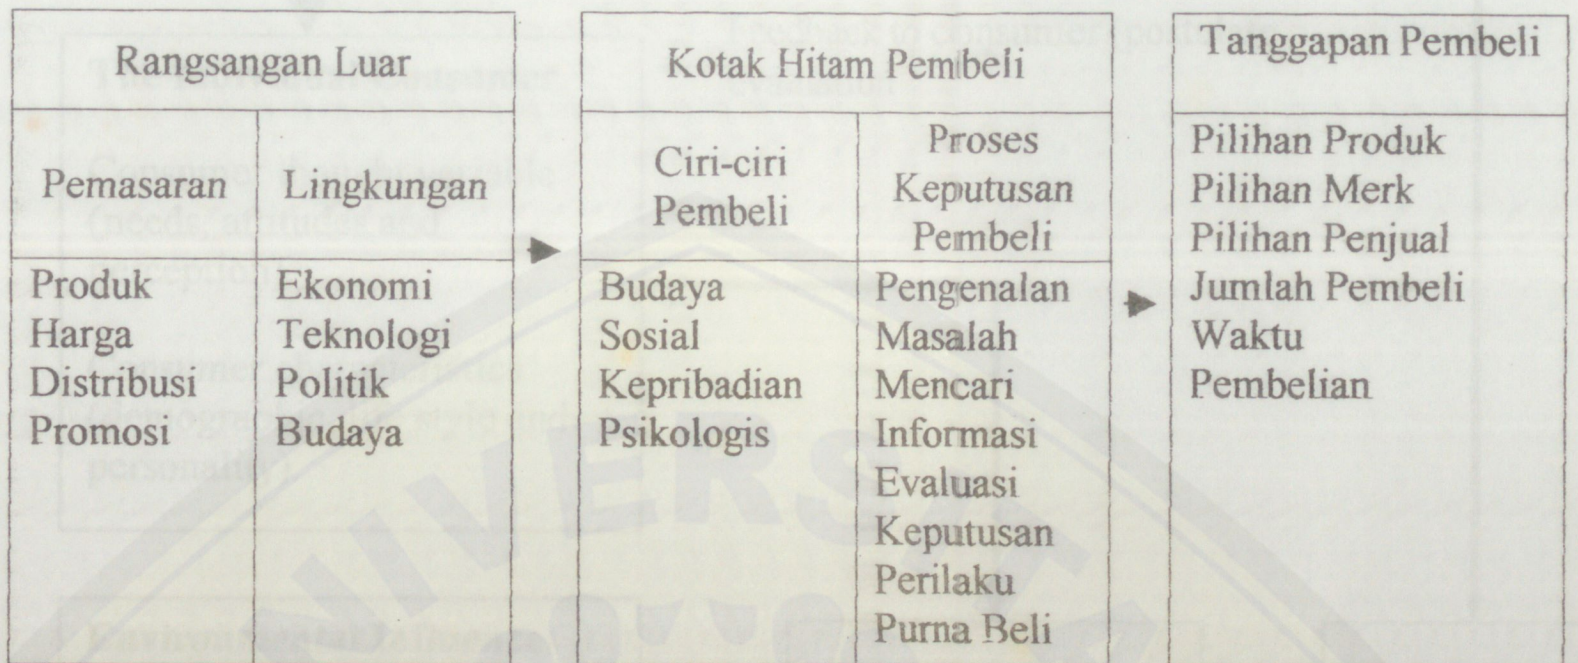 Rangsangan Luar
Pemasaran
Lingkungan
Produk
Harga
Distribusi
Promosi
Ekonomi
Teknologi
Politik
Budaya
Kotak Hitam Pembeli
Ciri-ciri
Pembeli
Proses
Keputusan
Pembeli
Budaya
Sosial
Kepribadian
Psikologis
Pengenalan
Masalah
Mencari
Informasi
Evaluasi
Keputusan
Perilaku
Purna Beli
Tanggapan Pembeli
Pilihan Produk
Pilihan Merk
Pilihan Penjual
Jumlah Pembeli
Waktu
Pembelian